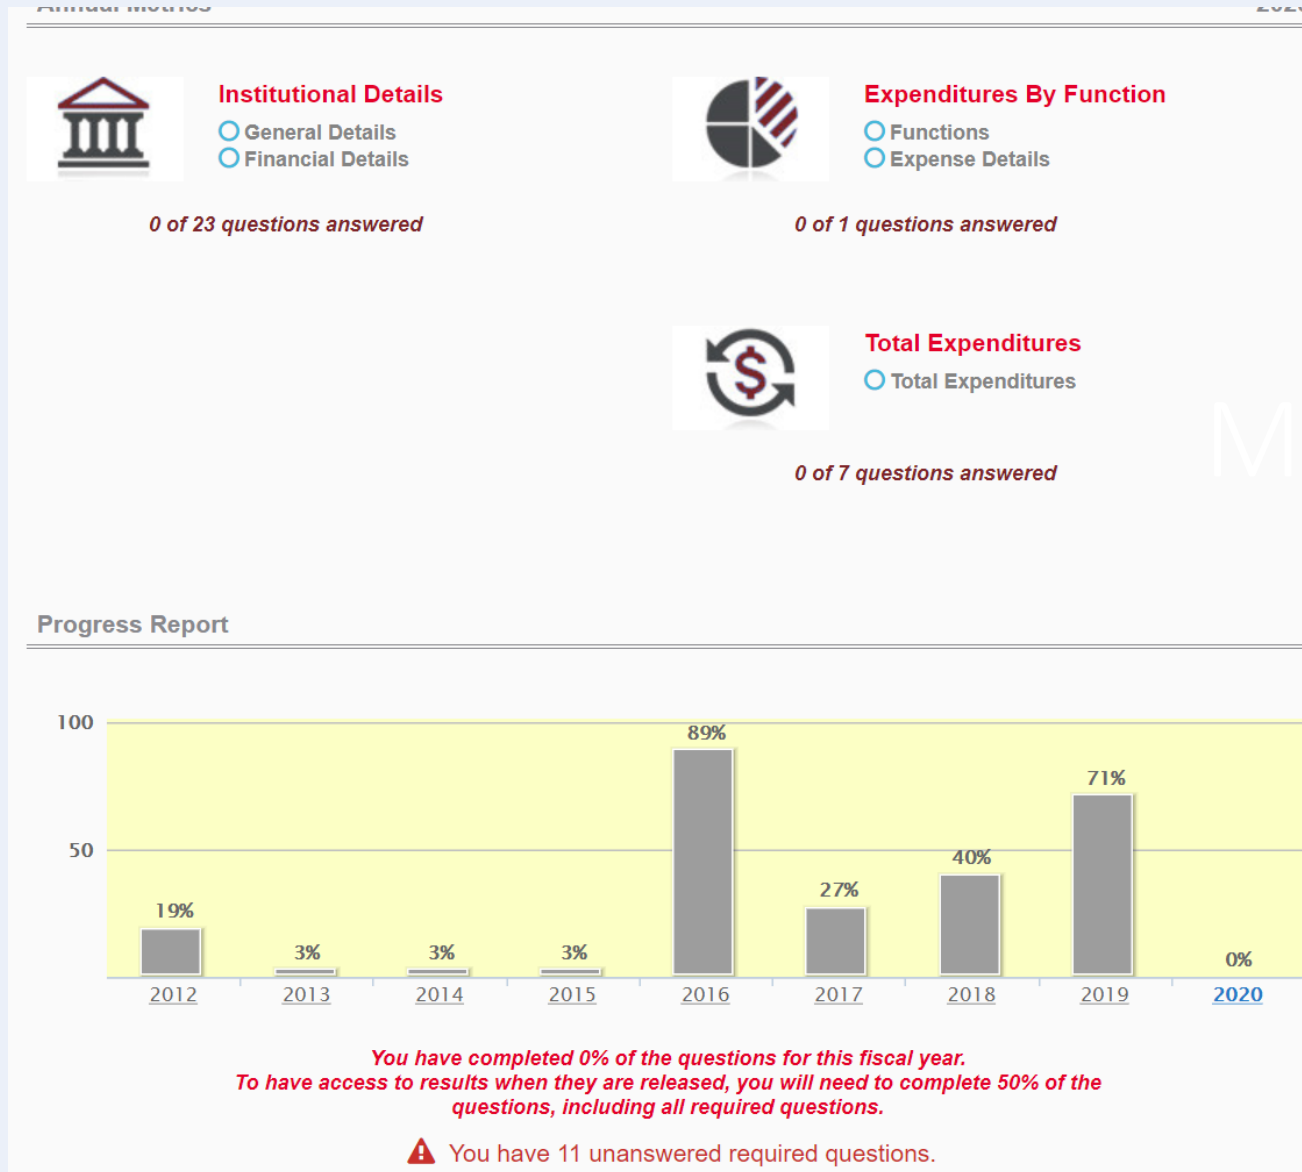 Annual Metrics
Institutional Details
General Details
Financial Details
0 of 23 questions answered
Expenditures By Function
Functions
Expense Details
0 of 1 questions answered
Total Expenditures
Total Expenditures
0 of 7 questions answered
M
Progress Report
100
50
19%
3%
3%
3%
89%
27%
40%
71%
0%
2012 2013 2014 2015 2016 2017 2018 2019 2020
You have completed 0% of the questions for this fiscal year.
To have access to results when they are released, you will need to complete 50% of the
questions, including all required questions.
You have 11 unanswered required questions.